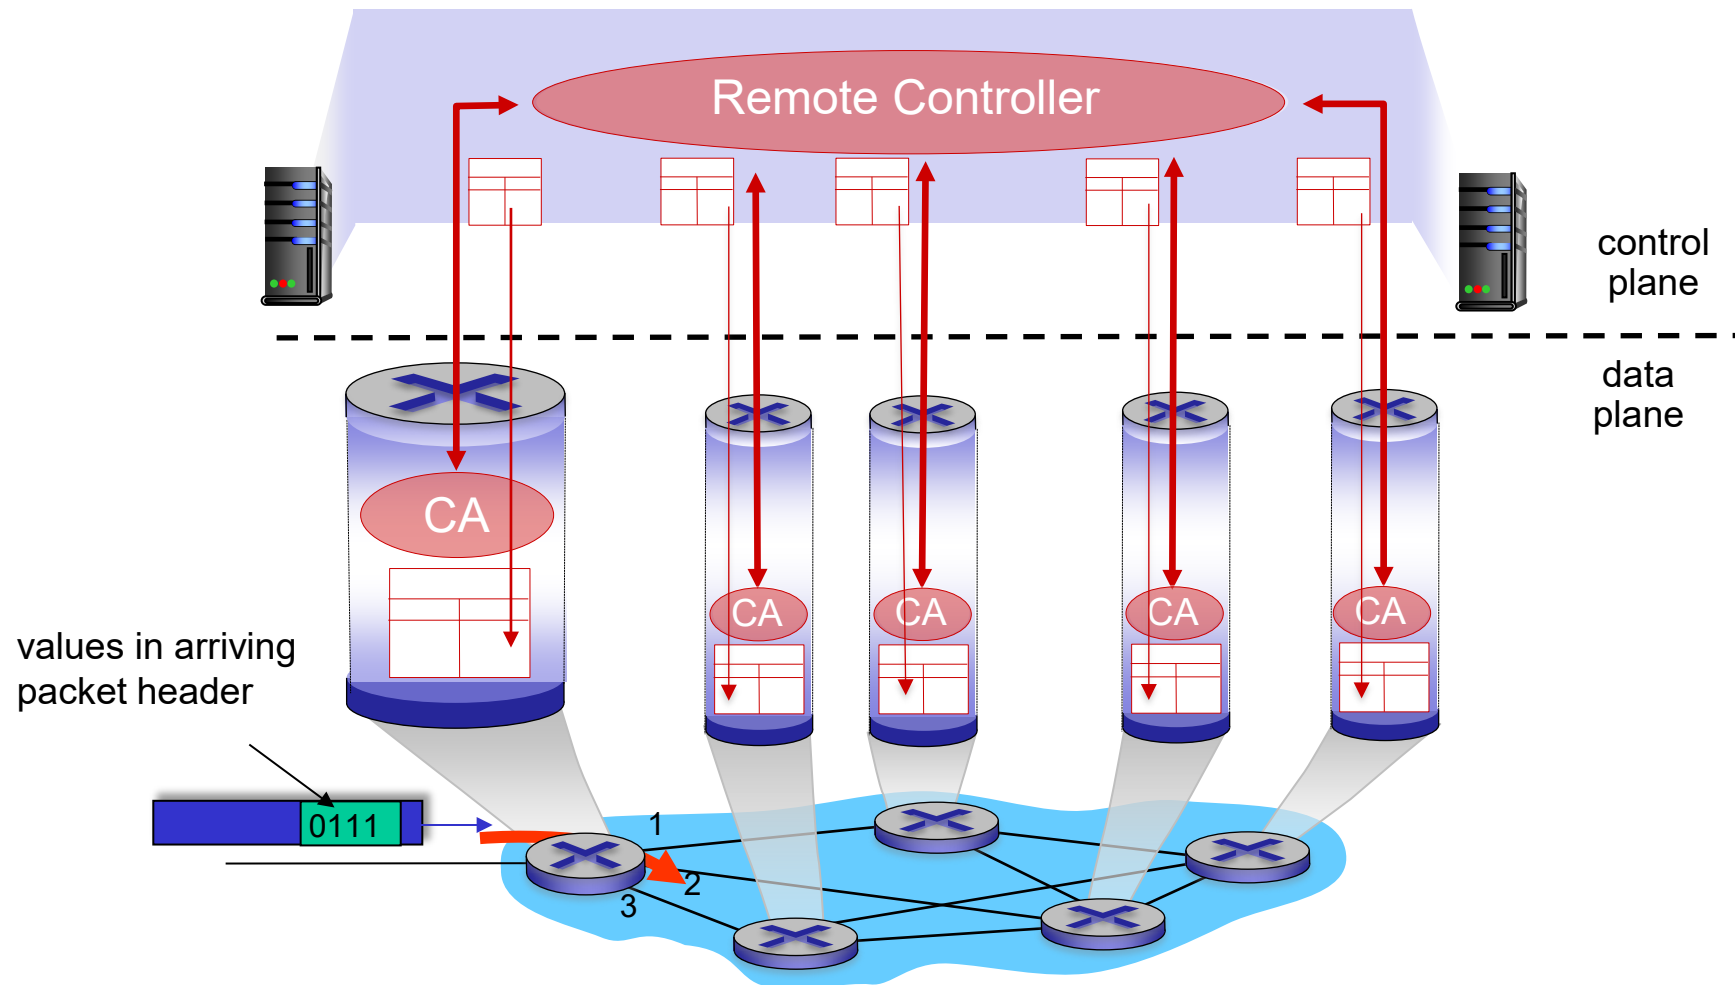 Remote Controller
control
plane
data
plane
CA
CA
CA
CA
CA
values in arriving
packet header
0111
1
2
3